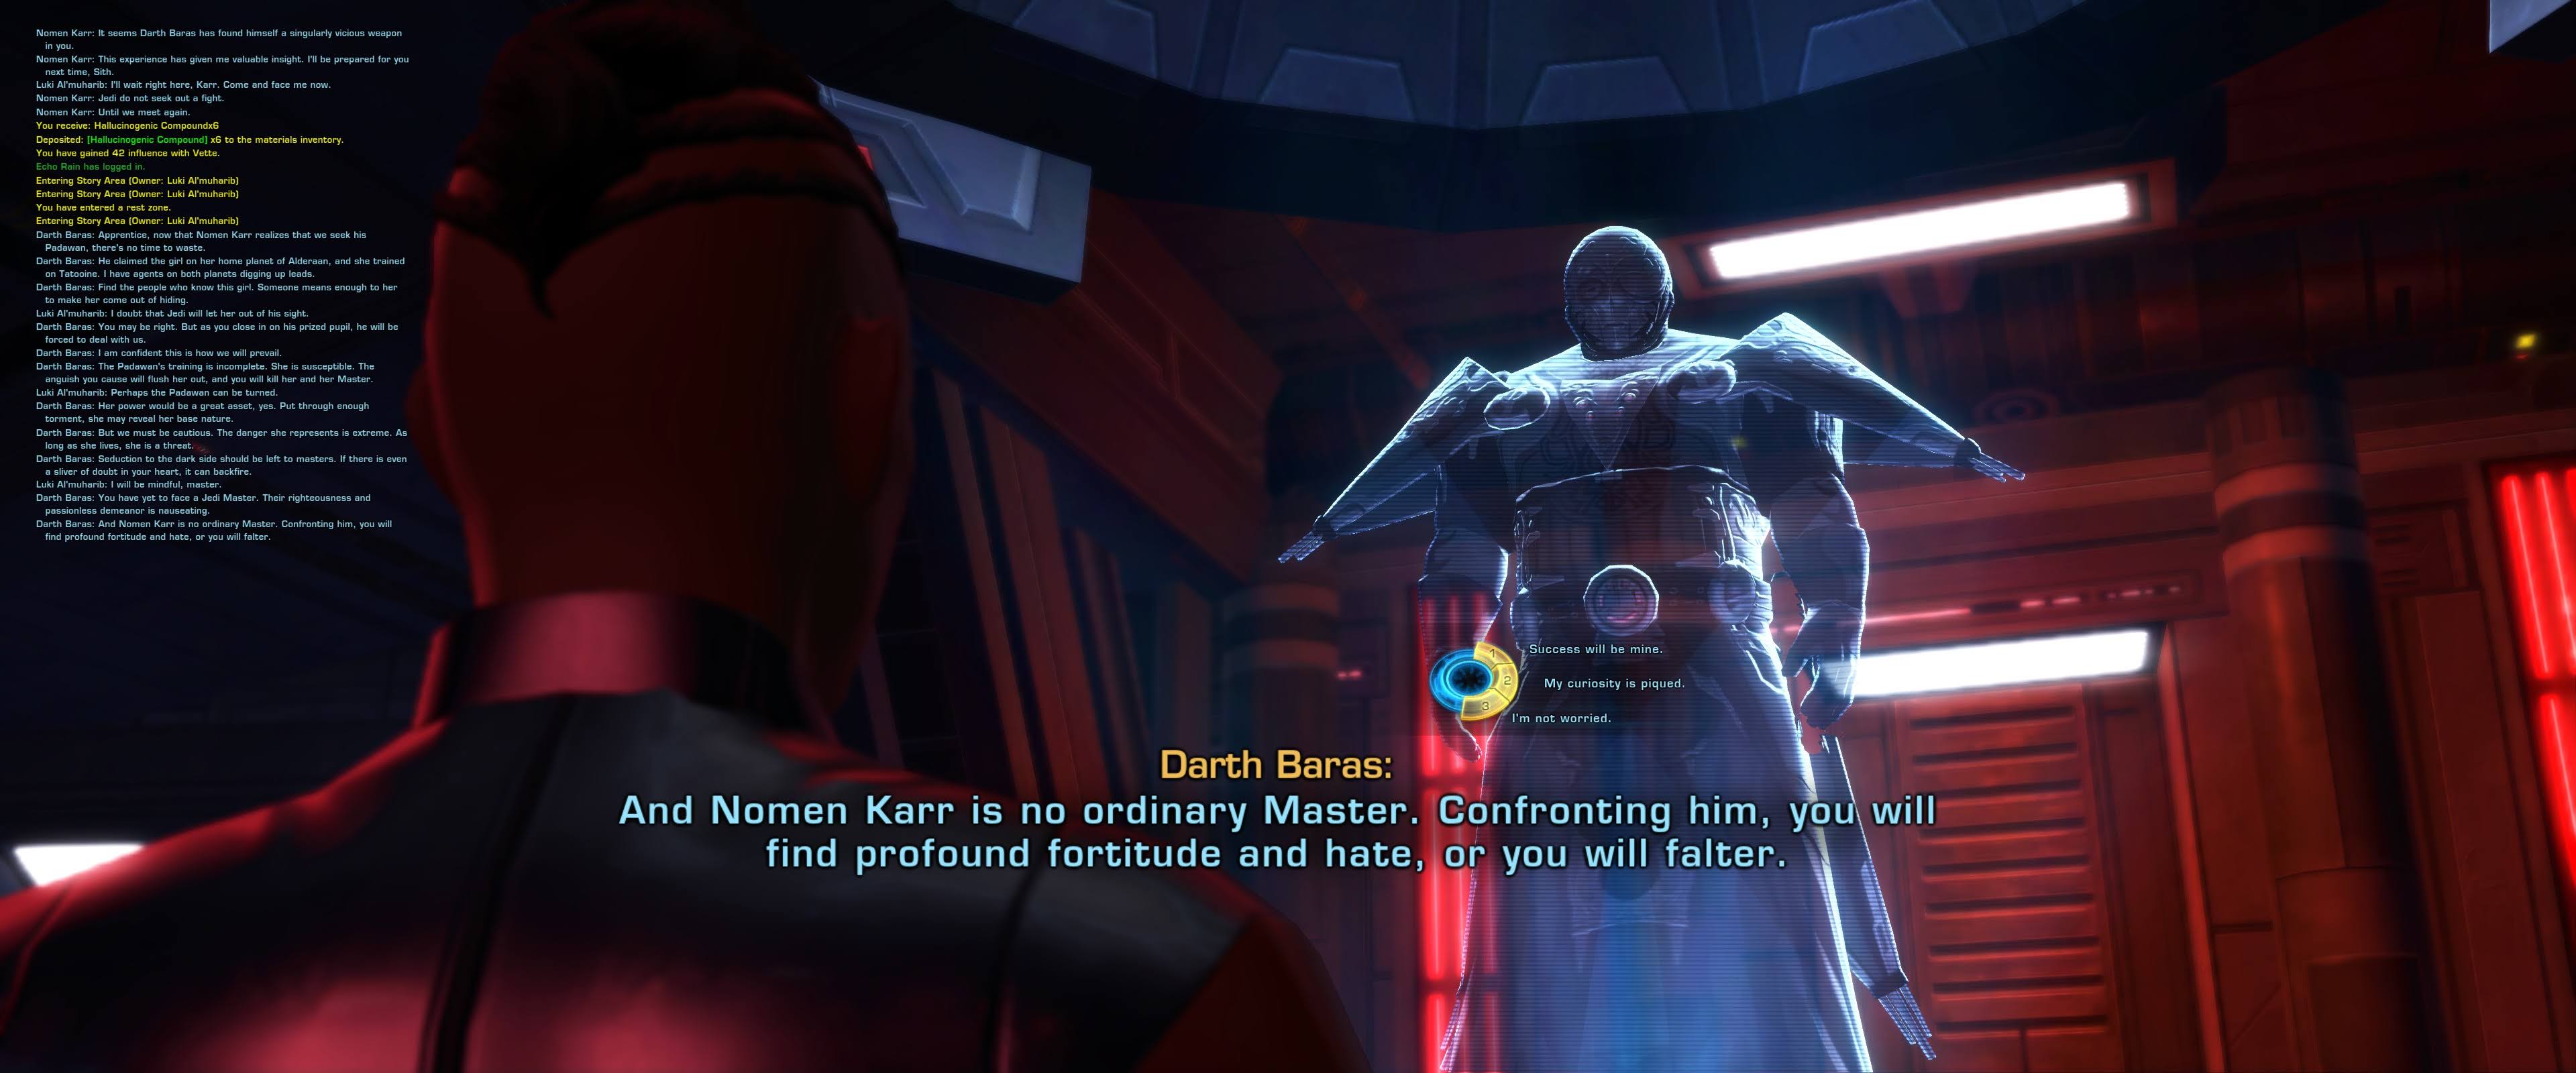 Nomen Karr: It seems Darth Baras has found himself a singularly vicious weapon
in you.
Nomen Karr: This experience has given me valuable insight. I'll be prepared for you
next time, Sith.
Luki Al'muharib: I'll wait right here, Karr. Come and face me now.
Nomen Karr: Jedi do not seek out a fight.
Nomen Karr: Until we meet again.
You receive: Hallucinogenic Compoundx6
Deposited: [Hallucinogenic Compound] x6 to the materials inventory.
You have gained 42 influence with Vette.
Echo Rain has logged in.
Entering Story Area (Owner: Luki Al'muharib)
Entering Story Area (Owner: Luki Al'muharib)
You have entered a rest zone.
Entering Story Area (Owner: Luki Al'muharib)
Darth Baras: Apprentice, now that Nomen Karr realizes that we seek his
Padawan, there's no time to waste.
Darth Baras: He claimed the girl on her home planet of Alderaan, and she trained
on Tatooine. I have agents on both planets digging up leads.
Darth Baras: Find the people who know this girl. Someone means enough to her
to make her come out of hiding.
Luki Al'muharib: I doubt that Jedi will let her out of his sight.
Darth Baras: You may be right. But as you close in on his prized pupil, he will be
forced to deal with us.
Darth Baras: I am confident this is how we will prevail.
Darth Baras: The Padawan's training is incomplete. She is susceptible. The
anguish you cause will flush her out, and you will kill her and her Master.
Luki Al'muharib: Perhaps the Padawan can be turned.
Darth Baras: Her power would be a great asset, yes. Put through enough
torment, she may reveal her base nature.
Darth Baras: But we must be cautious. The danger she represents is extreme. As
long as she lives, she is a threat.
Darth Baras: Seduction to the dark side should be left to masters. If there is even
a sliver of doubt in your heart, it can backfire.
Luki Al'muharib: I will be mindful, master.
Darth Baras: You have yet to face a Jedi Master. Their righteousness and
passionless demeanor is nauseating.
Darth Baras: And Nomen Karr is no ordinary Master. Confronting him, you will
find profound fortitude and hate, or you will falter.
1 Success will be mine.
2 My curiosity is piqued.
3 I'm not worried.
Darth Baras:
And Nomen Karr is no ordinary Master. Confronting him, you will
find profound fortitude and hate, or you will falter.